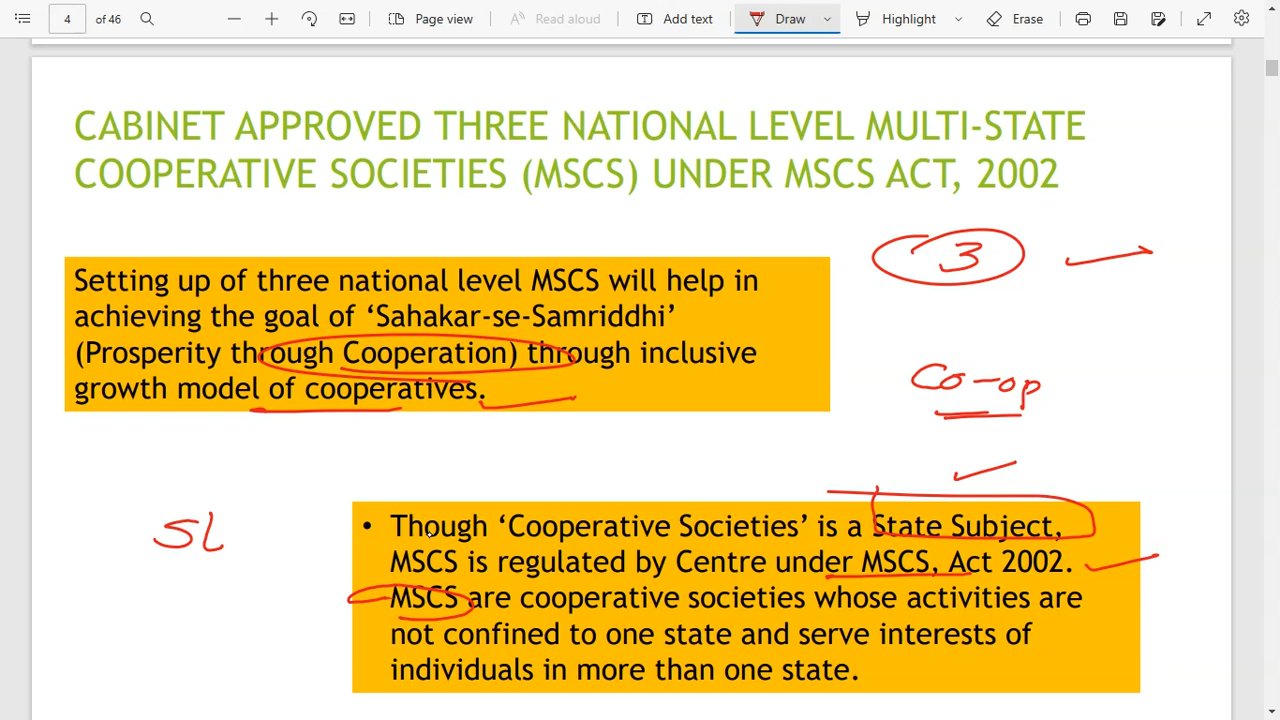 4 of 46 Page view Read aloud Add text Draw Highlight Erase
CABINET APPROVED THREE NATIONAL LEVEL MULTI-STATE
COOPERATIVE SOCIETIES (MSCS) UNDER MSCS ACT, 2002
3
Setting up of three national level MSCS will help in
achieving the goal of ‘Sahakar-se-Samriddhi’
(Prosperity through Cooperation) through inclusive
growth model of cooperatives.
Co-op
SL
• Though ‘Cooperative Societies’ is a State Subject,
MSCS is regulated by Centre under MSCS, Act 2002.
MSCS are cooperative societies whose activities are
not confined to one state and serve interests of
individuals in more than one state.